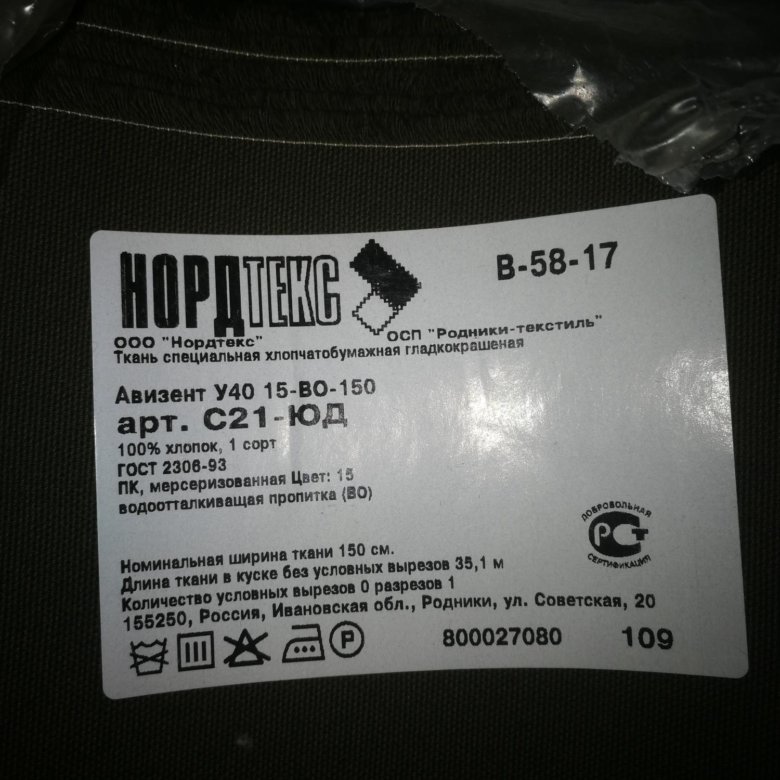 НОРДТЕКС
В-58-17
ООО "Нордтекс"
ОСП "Родники-текстиль"
Ткань специальная хлопчатобумажная гладкокрашеная
Авизент У40 15-ВО-150
арт. С21-ЮД
100% хлопок, 1 сорт
ГОСТ 2306-93
ПК, мерсеризованная Цвет: 15
водоотталкиващая пропитка (ВО)
ДОБРОВОЛЬНАЯ
РСТ
СЕРТИФИКАЦИЯ
Номинальная ширина ткани 150 см.
Длина ткани в куске без условных вырезов 35,1 м
Количество условных вырезов 0 разрезов 1
155250, Россия, Ивановская обл., Родники, ул. Советская, 20
P
800027080
109